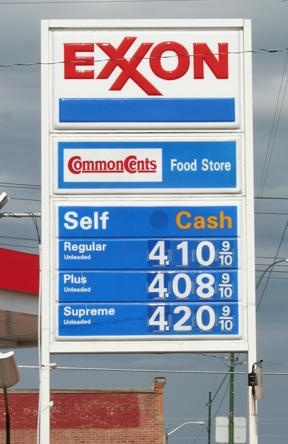 EXXON
CommonCents Food Store
Self Cash
Regular
Unleaded 4.10 9/10
Plus
Unleaded 4.08 9/10
Supreme
Unleaded 4.20 9/10